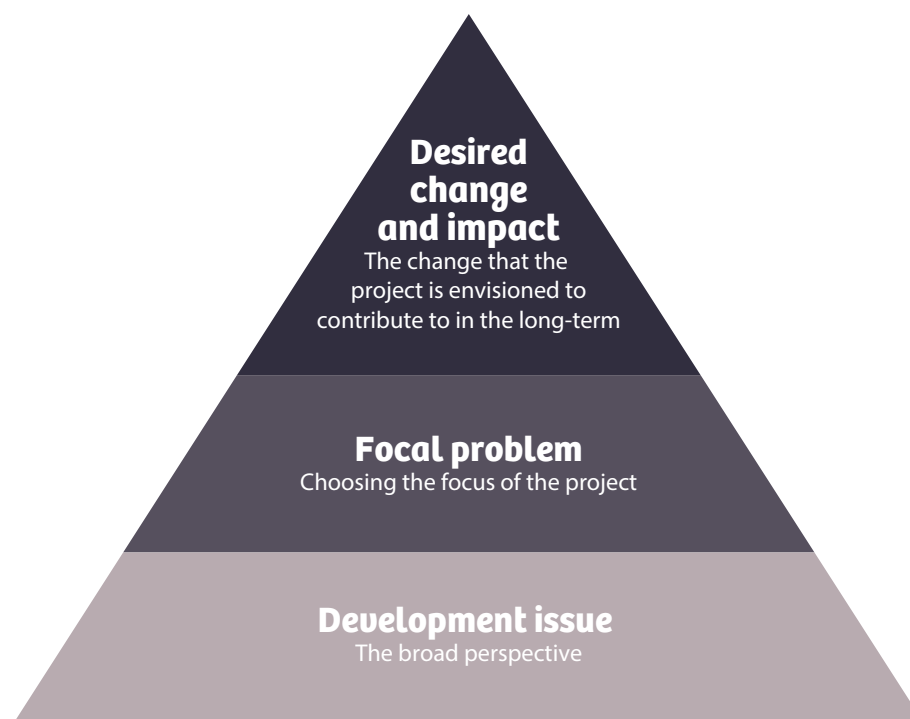 Desired
change
and impact
The change that the
project is envisioned to
contribute to in the long-term
Focal problem
Choosing the focus of the project
Development issue
The broad perspective